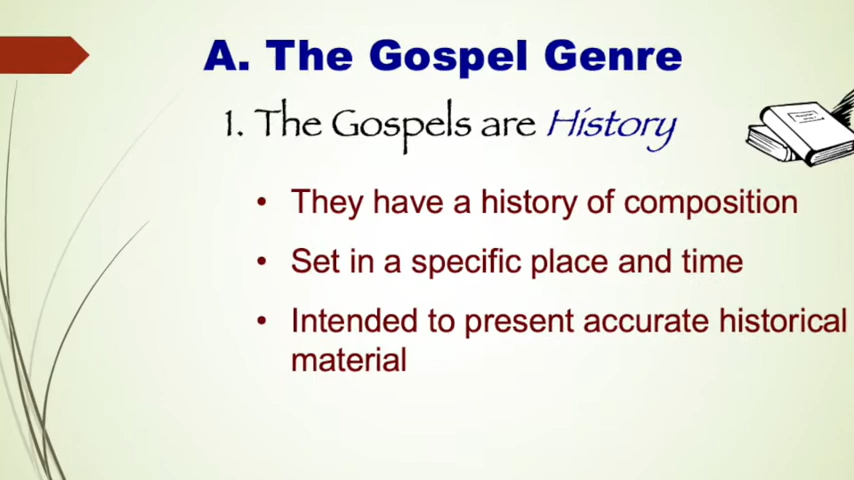 A. The Gospel Genre
1. The Gospels are History
• They have a history of composition
• Set in a specific place and time
• Intended to present accurate historical
material